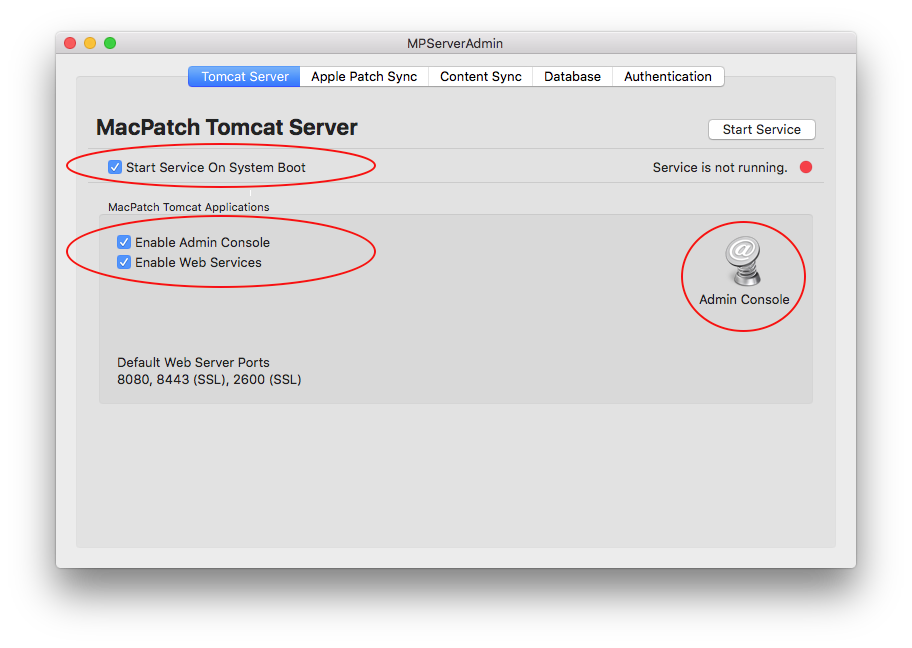 MPServerAdmin
Tomcat Server Apple Patch Sync Content Sync Database Authentication
MacPatch Tomcat Server
Start Service
Start Service On System Boot
Service is not running.
MacPatch Tomcat Applications
Enable Admin Console
Enable Web Services
@
Admin Console
Default Web Server Ports
8080, 8443 (SSL), 2600 (SSL)